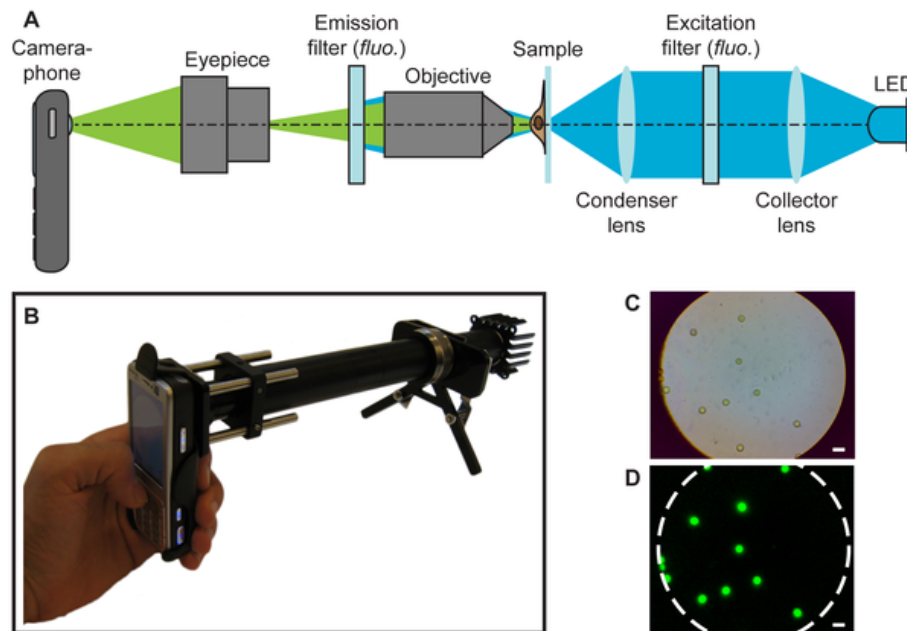 A
Camera-
phone
Eyepiece
Emission
filter (fluo.)
Objective
Sample
Excitation
filter (fluo.)
LED
Condenser
lens
Collector
lens
B
C
D